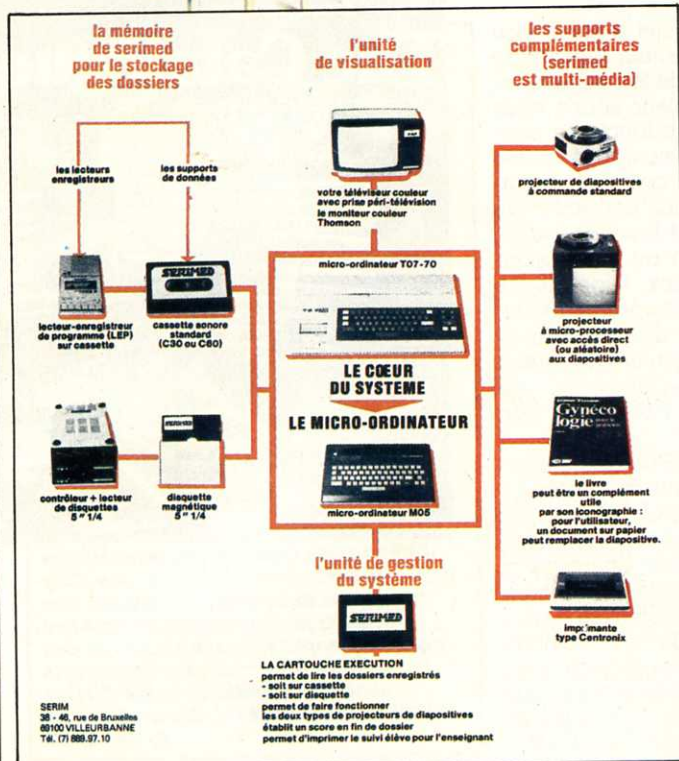 la mémoire
de serimed
pour le stockage
des dossiers
les lecteurs
enregistreurs
les supports
de données
SERIMED
lecteur-enregistreur
de programme (LEP)
sur cassette
cassette sonore
standard
(C30 ou C60)
contrôleur + lecteur
de disquettes
5" 1/4
disquette
magnétique
5" 1/4
l'unité
de visualisation
votre téléviseur couleur
avec prise péri-télévision
le moniteur couleur
Thomson
micro-ordinateur T07-70
LE CŒUR
DU SYSTEME
LE MICRO-ORDINATEUR
micro-ordinateur M05
l'unité de gestion
du système
SERIMED
LA CARTOUCHE EXECUTION
permet de lire les dossiers enregistrés
- soit sur cassette
- soit sur disquette
permet de faire fonctionner
les deux types de projecteurs de diapositives
établit un score en fin de dossier
permet d'imprimer le suivi élève pour l'enseignant
les supports
complémentaires
(serimed
est multi-média)
projecteur de diapositives
à commande standard
projecteur
à micro-processeur
avec accès direct
(ou aléatoire)
aux diapositives
Gynéco
logie
le livre
peut être un complément
utile
par son iconographie :
pour l'utilisateur,
un document sur papier
peut remplacer la diapositive.
imprimante
type Centronix
SERIM
38 - 46, rue de Bruxelles
69100 VILLEURBANNE
Tél. (7) 889.97.10